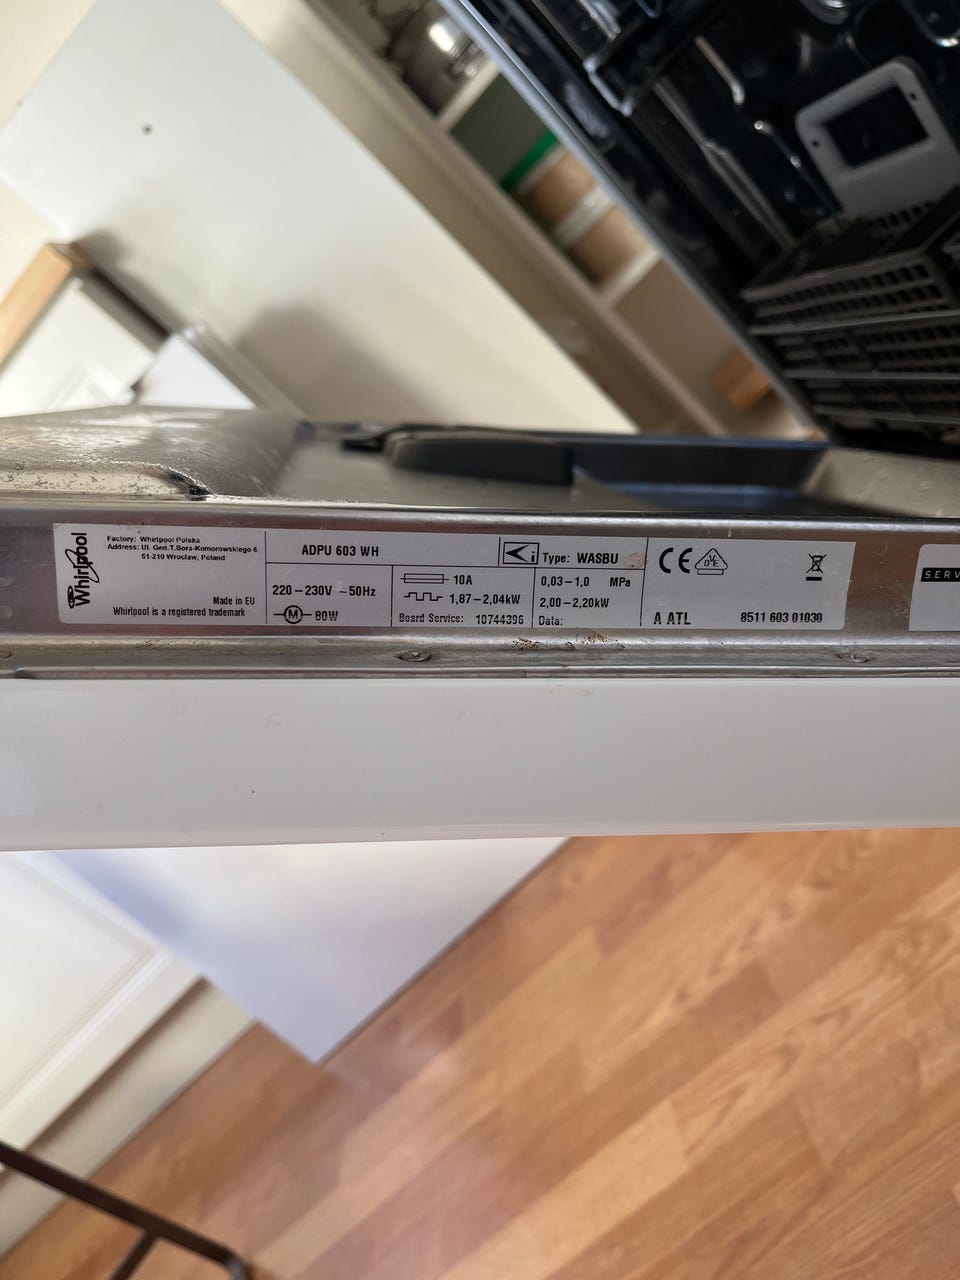 Whirlpool
Factory: Whirlpool Polska
Address: Ul. Gen.T.Bora-Komorowskiego 6.
51-210 Wroclaw, Poland
Made in EU
Whirlpool is a registered trademark
ADPU 603 WH
220-230V ~50Hz
M 80W
10A
1,87-2,04kW
Board Service: 10744396
i Type: WASBU
0,03-1,0 MPa
2,00-2,20kW
Data:
CE DVE
A ATL 8511 603 01030
SERV